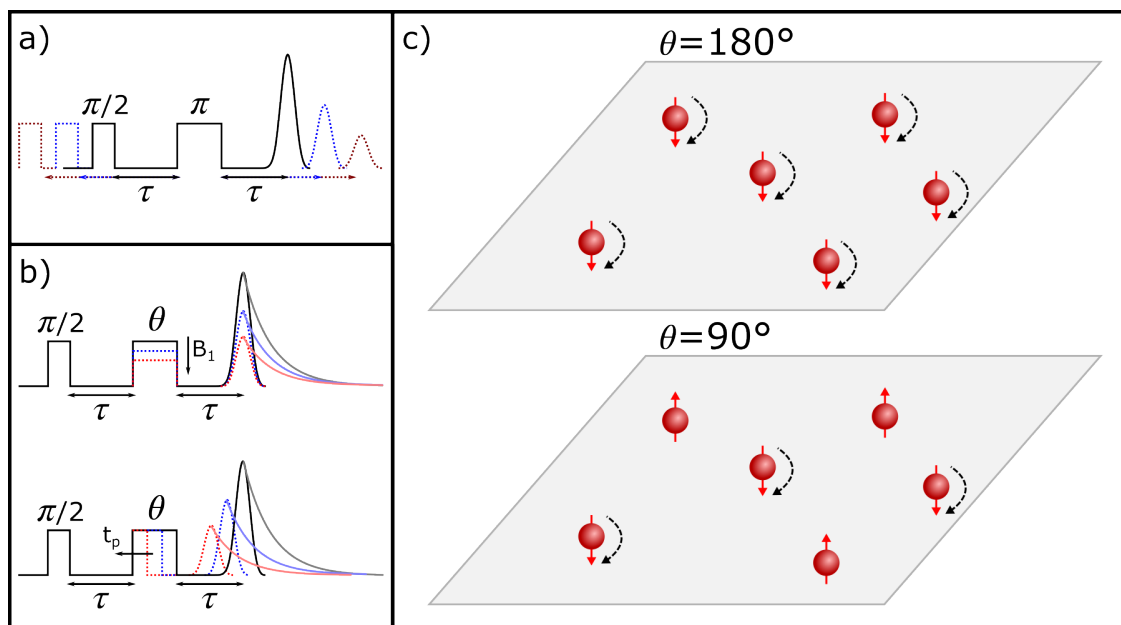 a)
π/2
π
τ
τ
b)
π/2
θ
B₁
τ
τ
π/2
θ
tₚ
τ
τ
c)
θ=180°
θ=90°